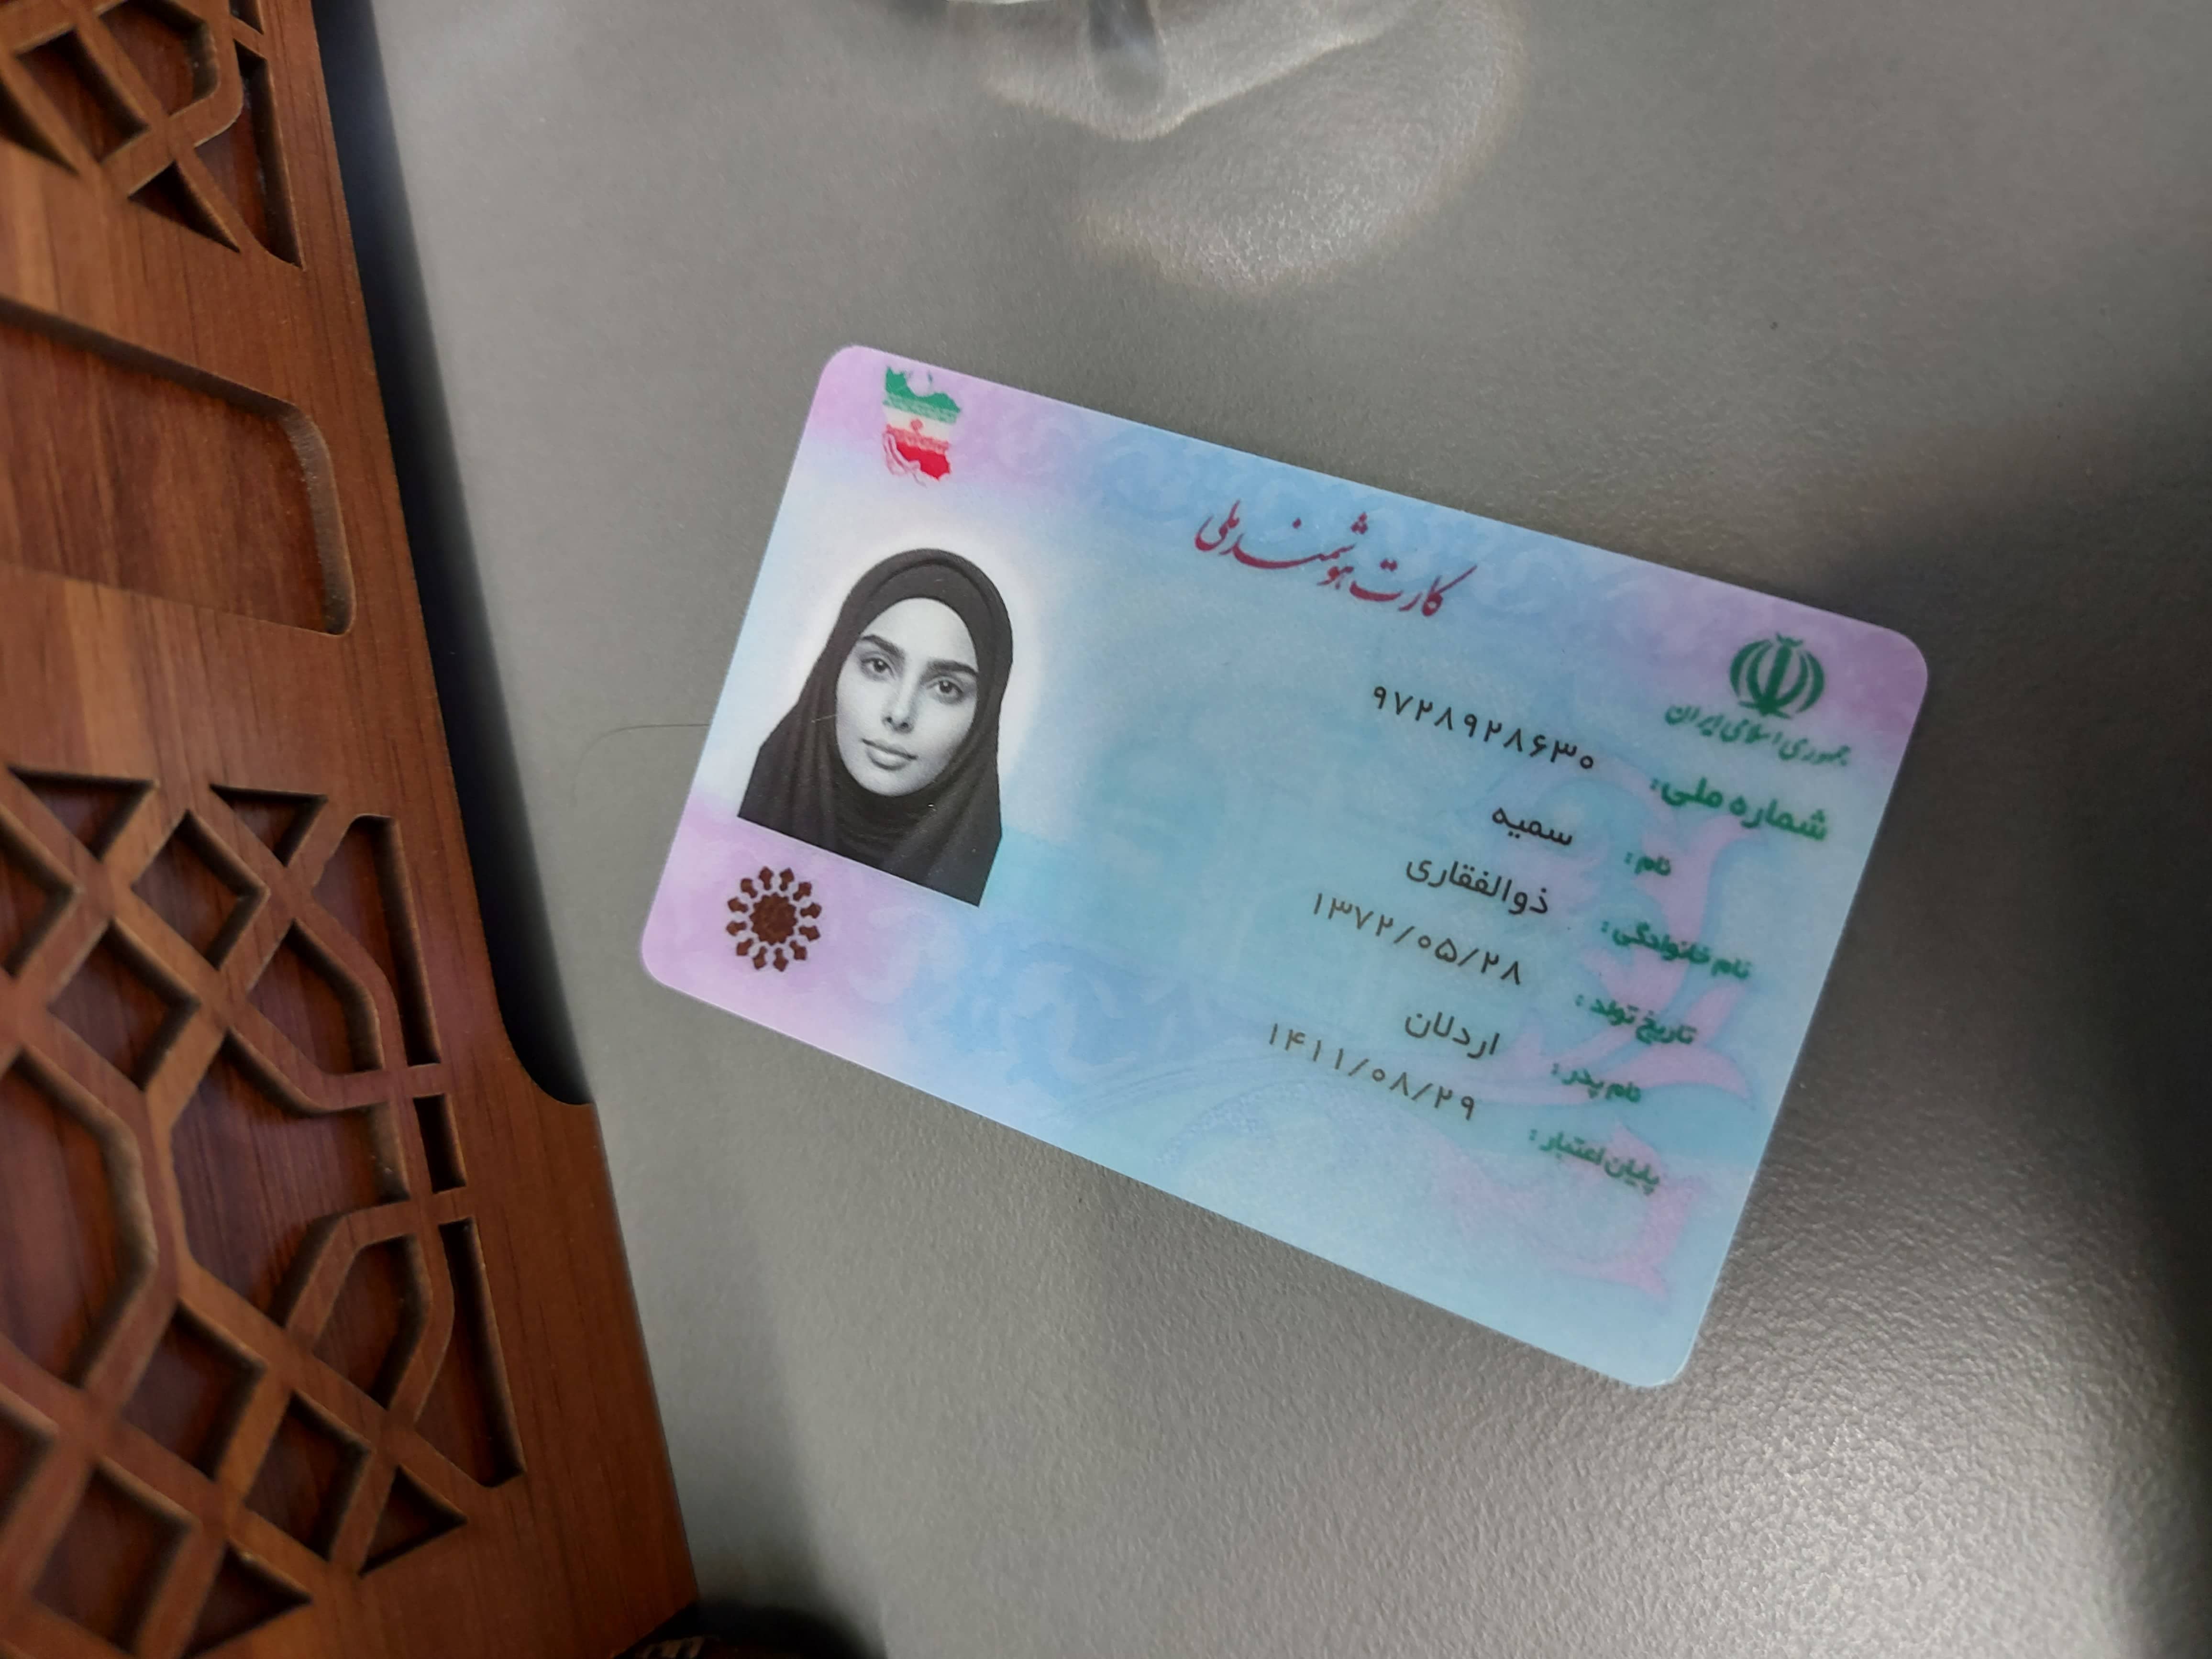 کارت هوشمند ملی
جمهوری اسلامی ایران
شماره ملی: ۹۷۲۸۹۲۸۶۳۰
نام: سمیه
نام خانوادگی: ذوالفقاری
تاریخ تولد: ۱۳۷۲/۰۵/۲۸
نام پدر: اردلان
پایان اعتبار: ۱۴۱۱/۰۸/۲۹